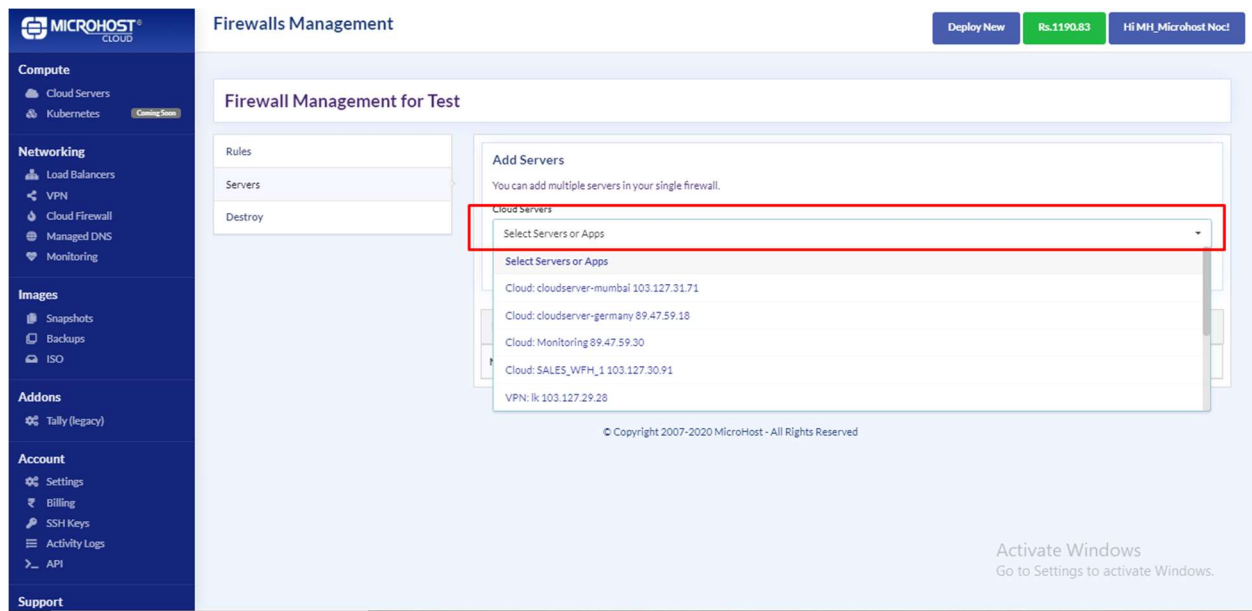 MICROHOST®
CLOUD
Firewalls Management
Deploy New
Rs.1190.83
Hi MH_Microhost Noc!
Compute
Cloud Servers
Kubernetes Coming Soon
Networking
Load Balancers
VPN
Cloud Firewall
Managed DNS
Monitoring
Images
Snapshots
Backups
ISO
Addons
Tally (legacy)
Account
Settings
Billing
SSH Keys
Activity Logs
API
Support
Firewall Management for Test
Rules
Servers
Destroy
Add Servers
You can add multiple servers in your single firewall.
Cloud Servers
Select Servers or Apps
Select Servers or Apps
Cloud: cloudserver-mumbai 103.127.31.71
Cloud: cloudserver-germany 89.47.59.18
Cloud: Monitoring 89.47.59.30
Cloud: SALES_WFH_1 103.127.30.91
VPN: lk 103.127.29.28
© Copyright 2007-2020 MicroHost - All Rights Reserved
Activate Windows
Go to Settings to activate Windows.